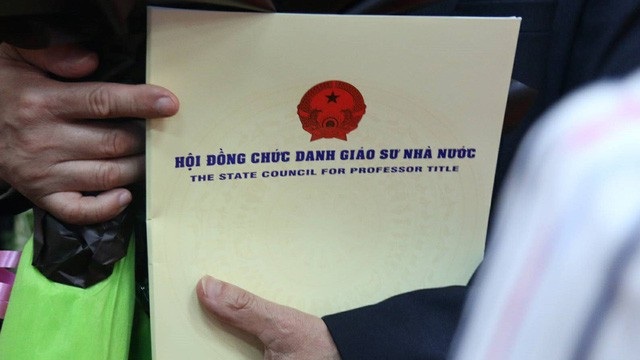 HỘI ĐỒNG CHỨC DANH GIÁO SƯ NHÀ NƯỚC
THE STATE COUNCIL FOR PROFESSOR TITLE